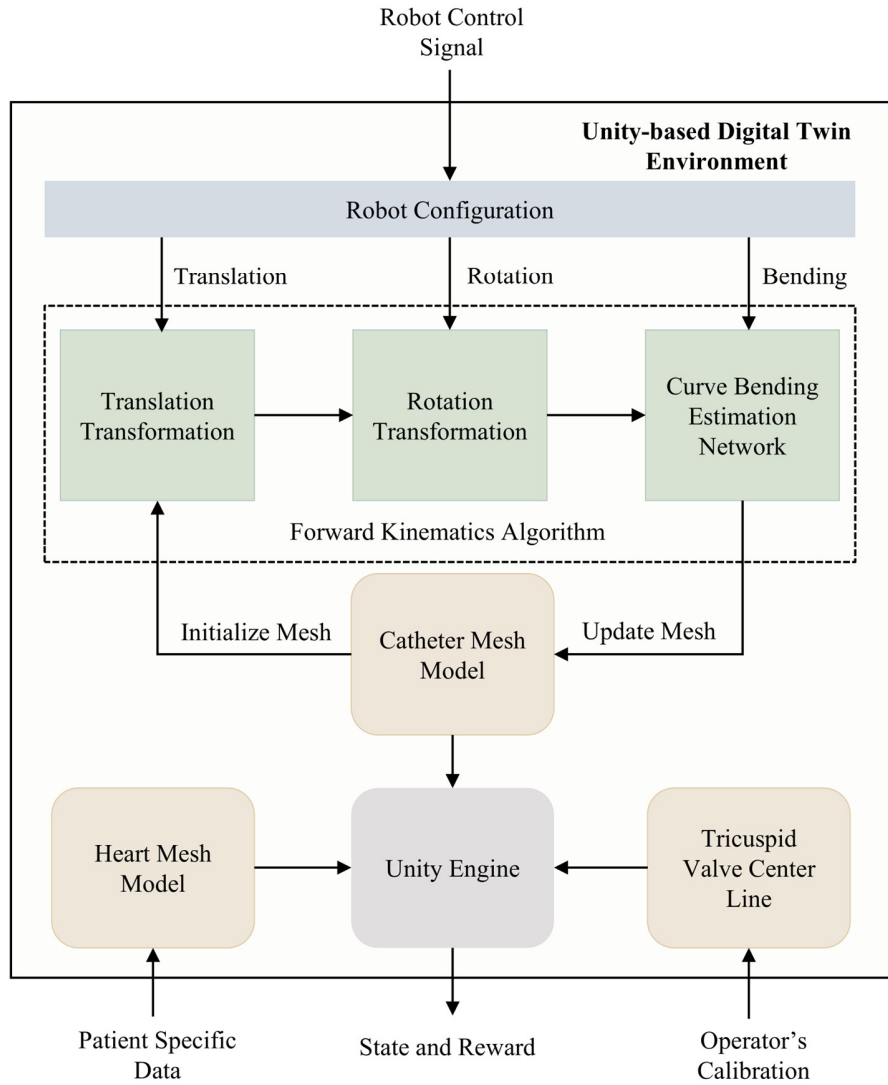 Robot Control
Signal
Unity-based Digital Twin
Environment
Robot Configuration
Translation
Rotation
Bending
Translation
Transformation
Rotation
Transformation
Curve Bending
Estimation
Network
Forward Kinematics Algorithm
Initialize Mesh
Catheter Mesh
Model
Update Mesh
Heart Mesh
Model
Unity Engine
Tricuspid
Valve Center
Line
Patient Specific
Data
State and Reward
Operator's
Calibration